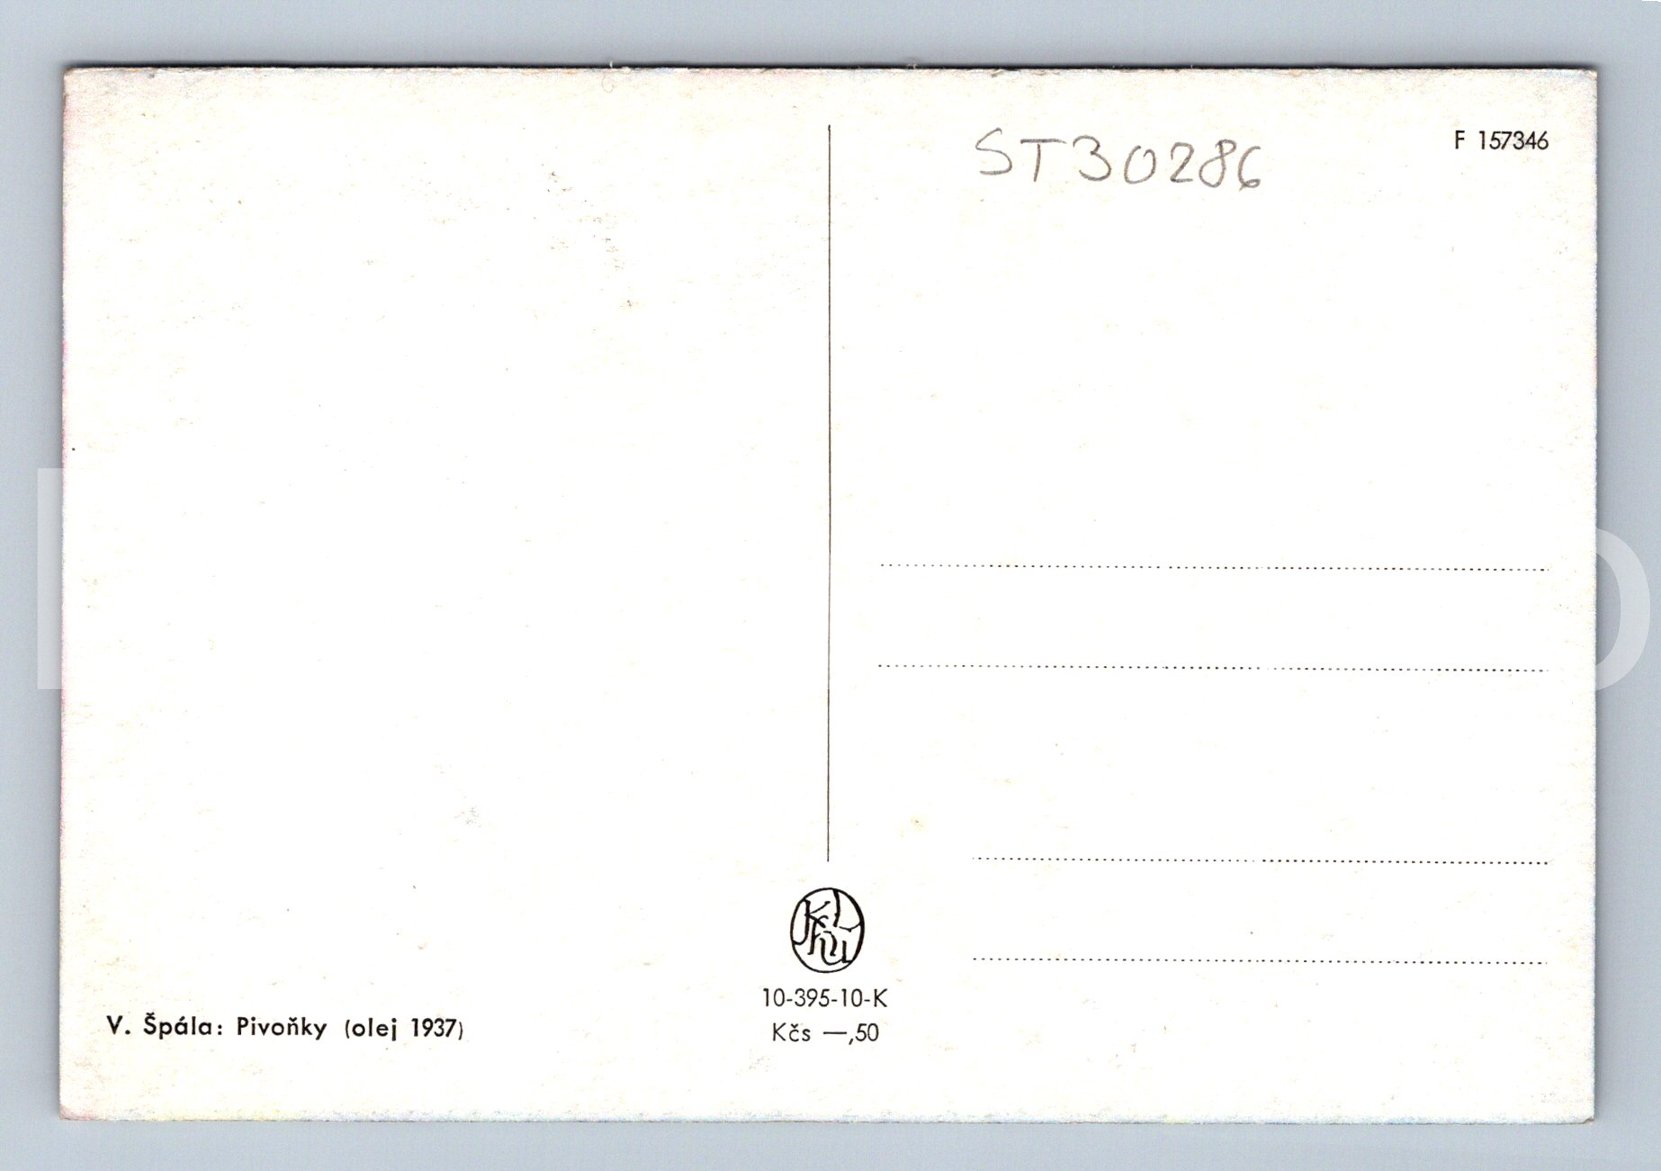 ST30286
F 157346
10-395-10-K
Kčs —,50
V. Špála: Pivoňky (olej 1937)